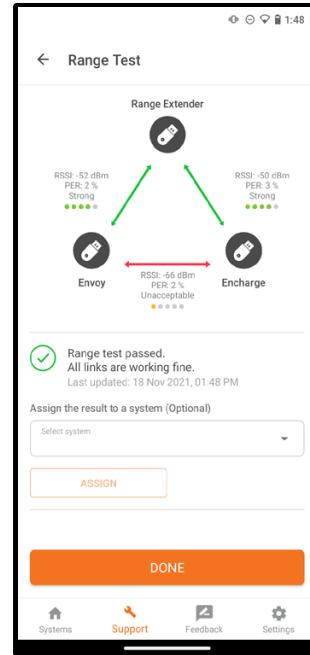 1:48
Range Test
Range Extender
RSSI: -52 dBm
PER: 2 %
Strong
RSSI: -50 dBm
PER: 3 %
Strong
Envoy
RSSI: -66 dBm
PER: 2 %
Unacceptable
Encharge
Range test passed.
All links are working fine.
Last updated: 18 Nov 2021, 01:48 PM
Assign the result to a system (Optional)
Select system
ASSIGN
DONE
Systems
Support
Feedback
Settings